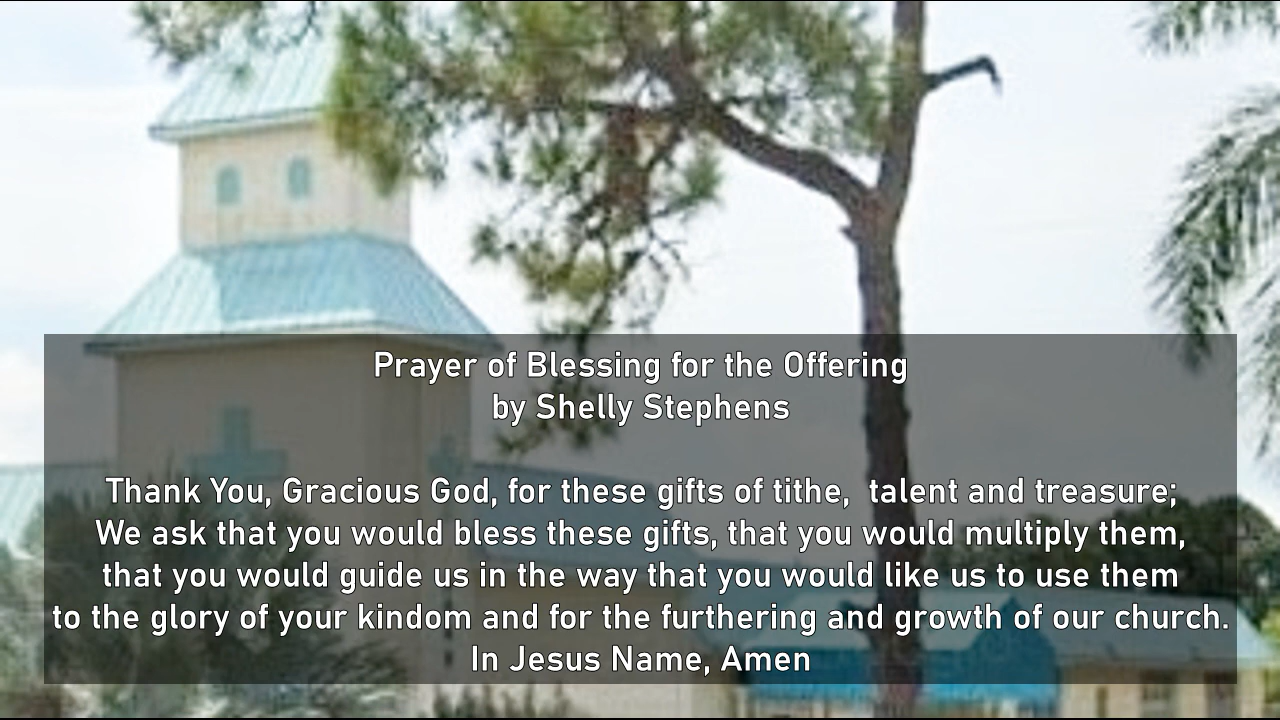 Prayer of Blessing for the Offering
by Shelly Stephens
Thank You, Gracious God, for these gifts of tithe,  talent and treasure;
We ask that you would bless these gifts, that you would multiply them,
that you would guide us in the way that you would like us to use them
to the glory of your kindom and for the furthering and growth of our church.
In Jesus Name, Amen